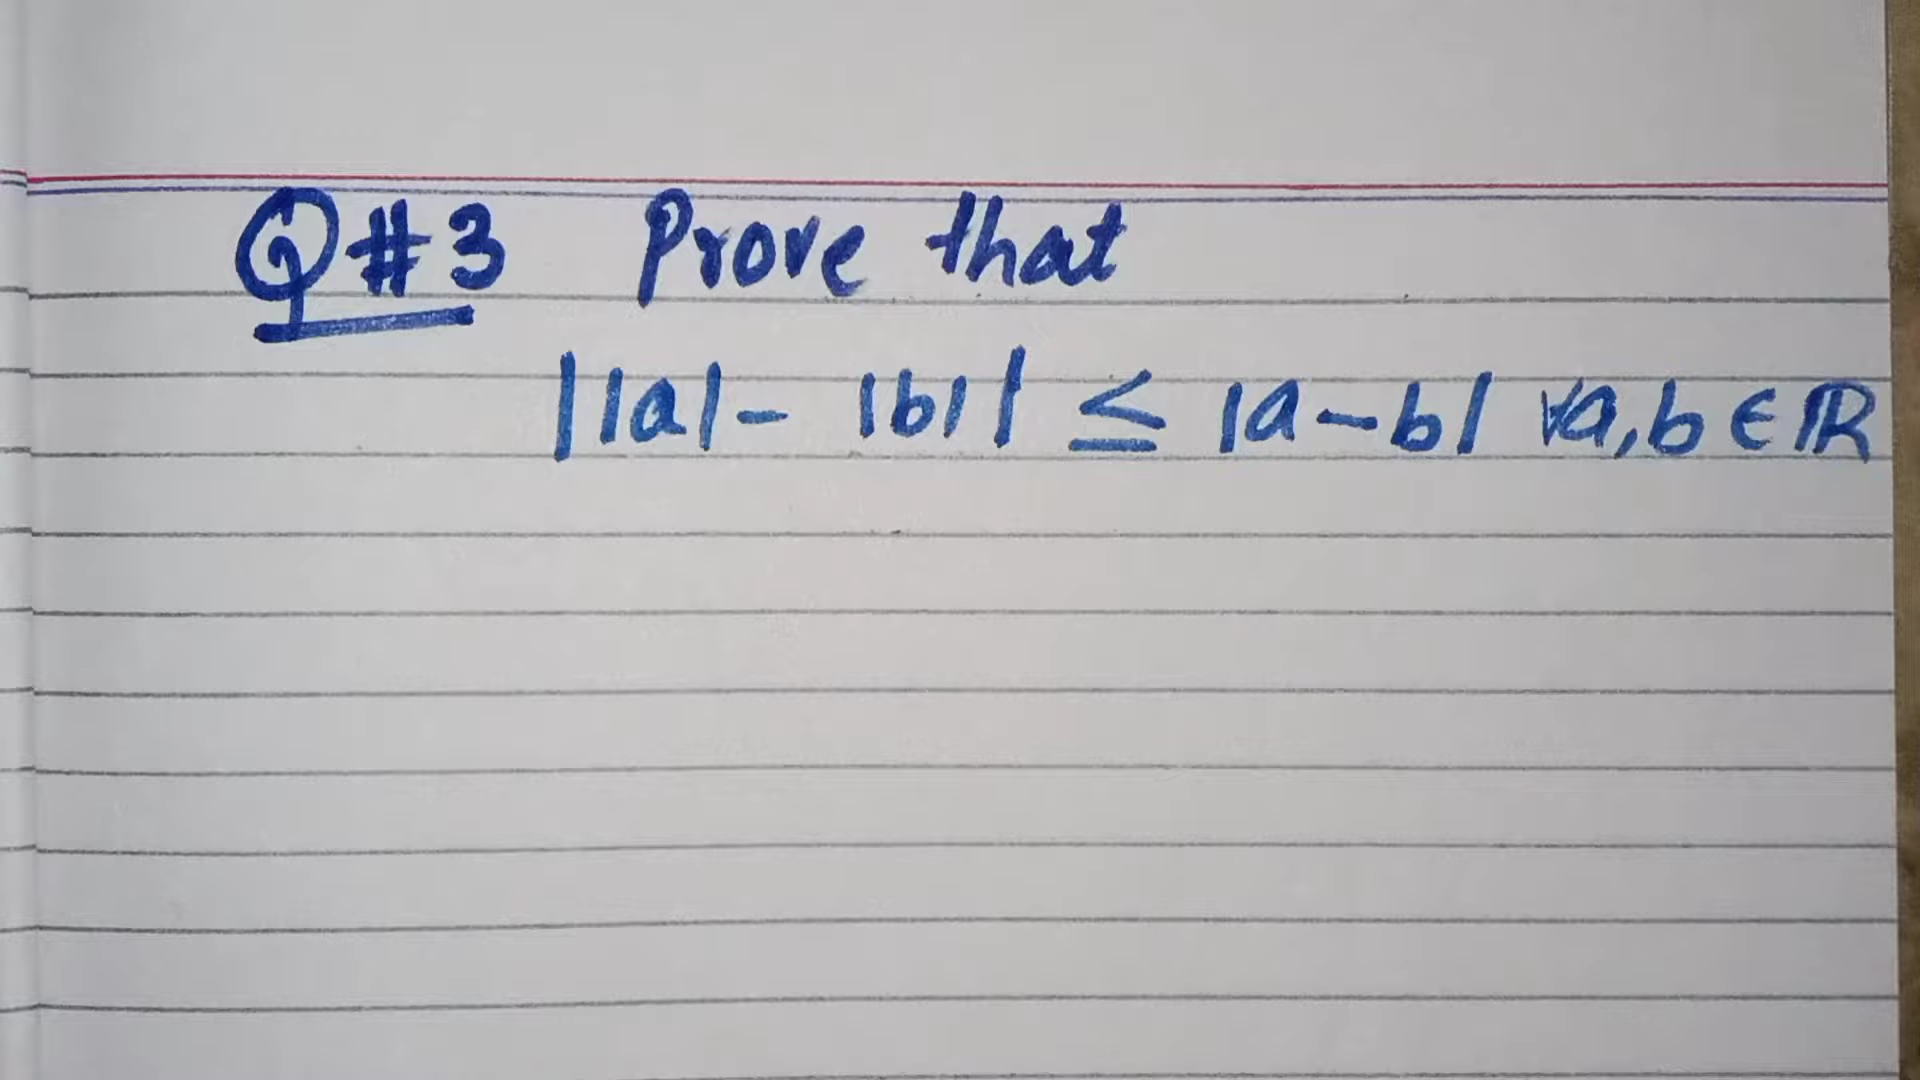 Q#3 Prove that
||a| - |b|| ≤ |a-b| ∀a,b ∈ ℝ